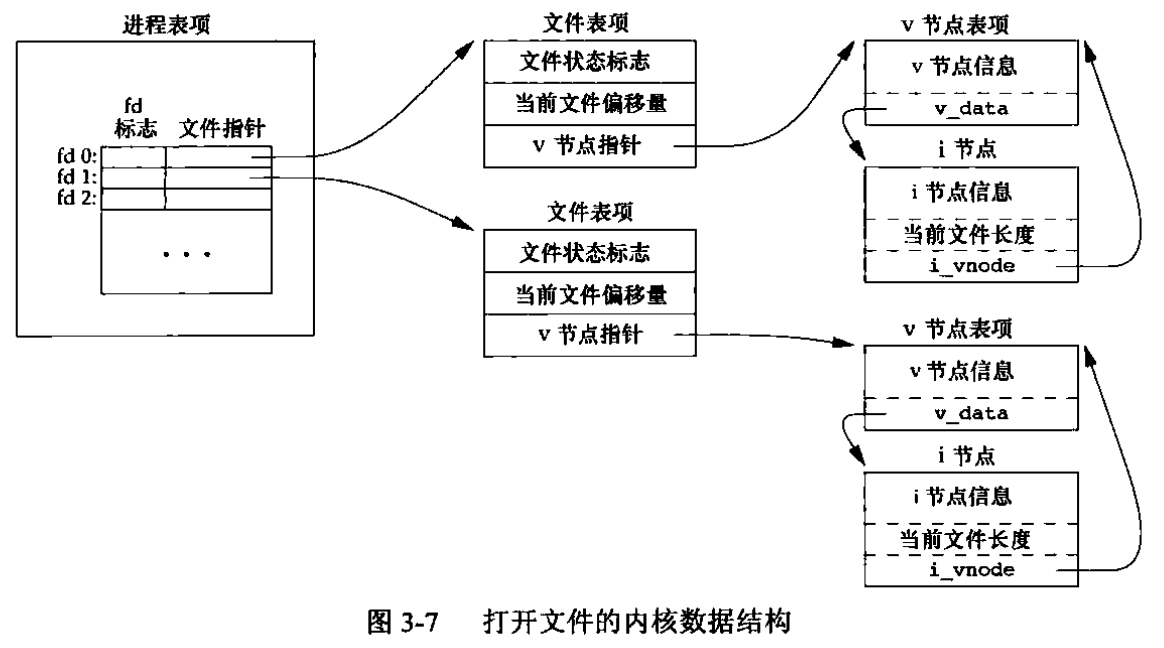 进程表项
fd
标志 文件指针
fd 0:
fd 1:
fd 2:
· · ·
文件表项
文件状态标志
当前文件偏移量
v 节点指针
文件表项
文件状态标志
当前文件偏移量
v 节点指针
v 节点表项
v 节点信息
v_data
i 节点
i 节点信息
当前文件长度
i_vnode
v 节点表项
v 节点信息
v_data
i 节点
i 节点信息
当前文件长度
i_vnode
图 3-7 打开文件的内核数据结构